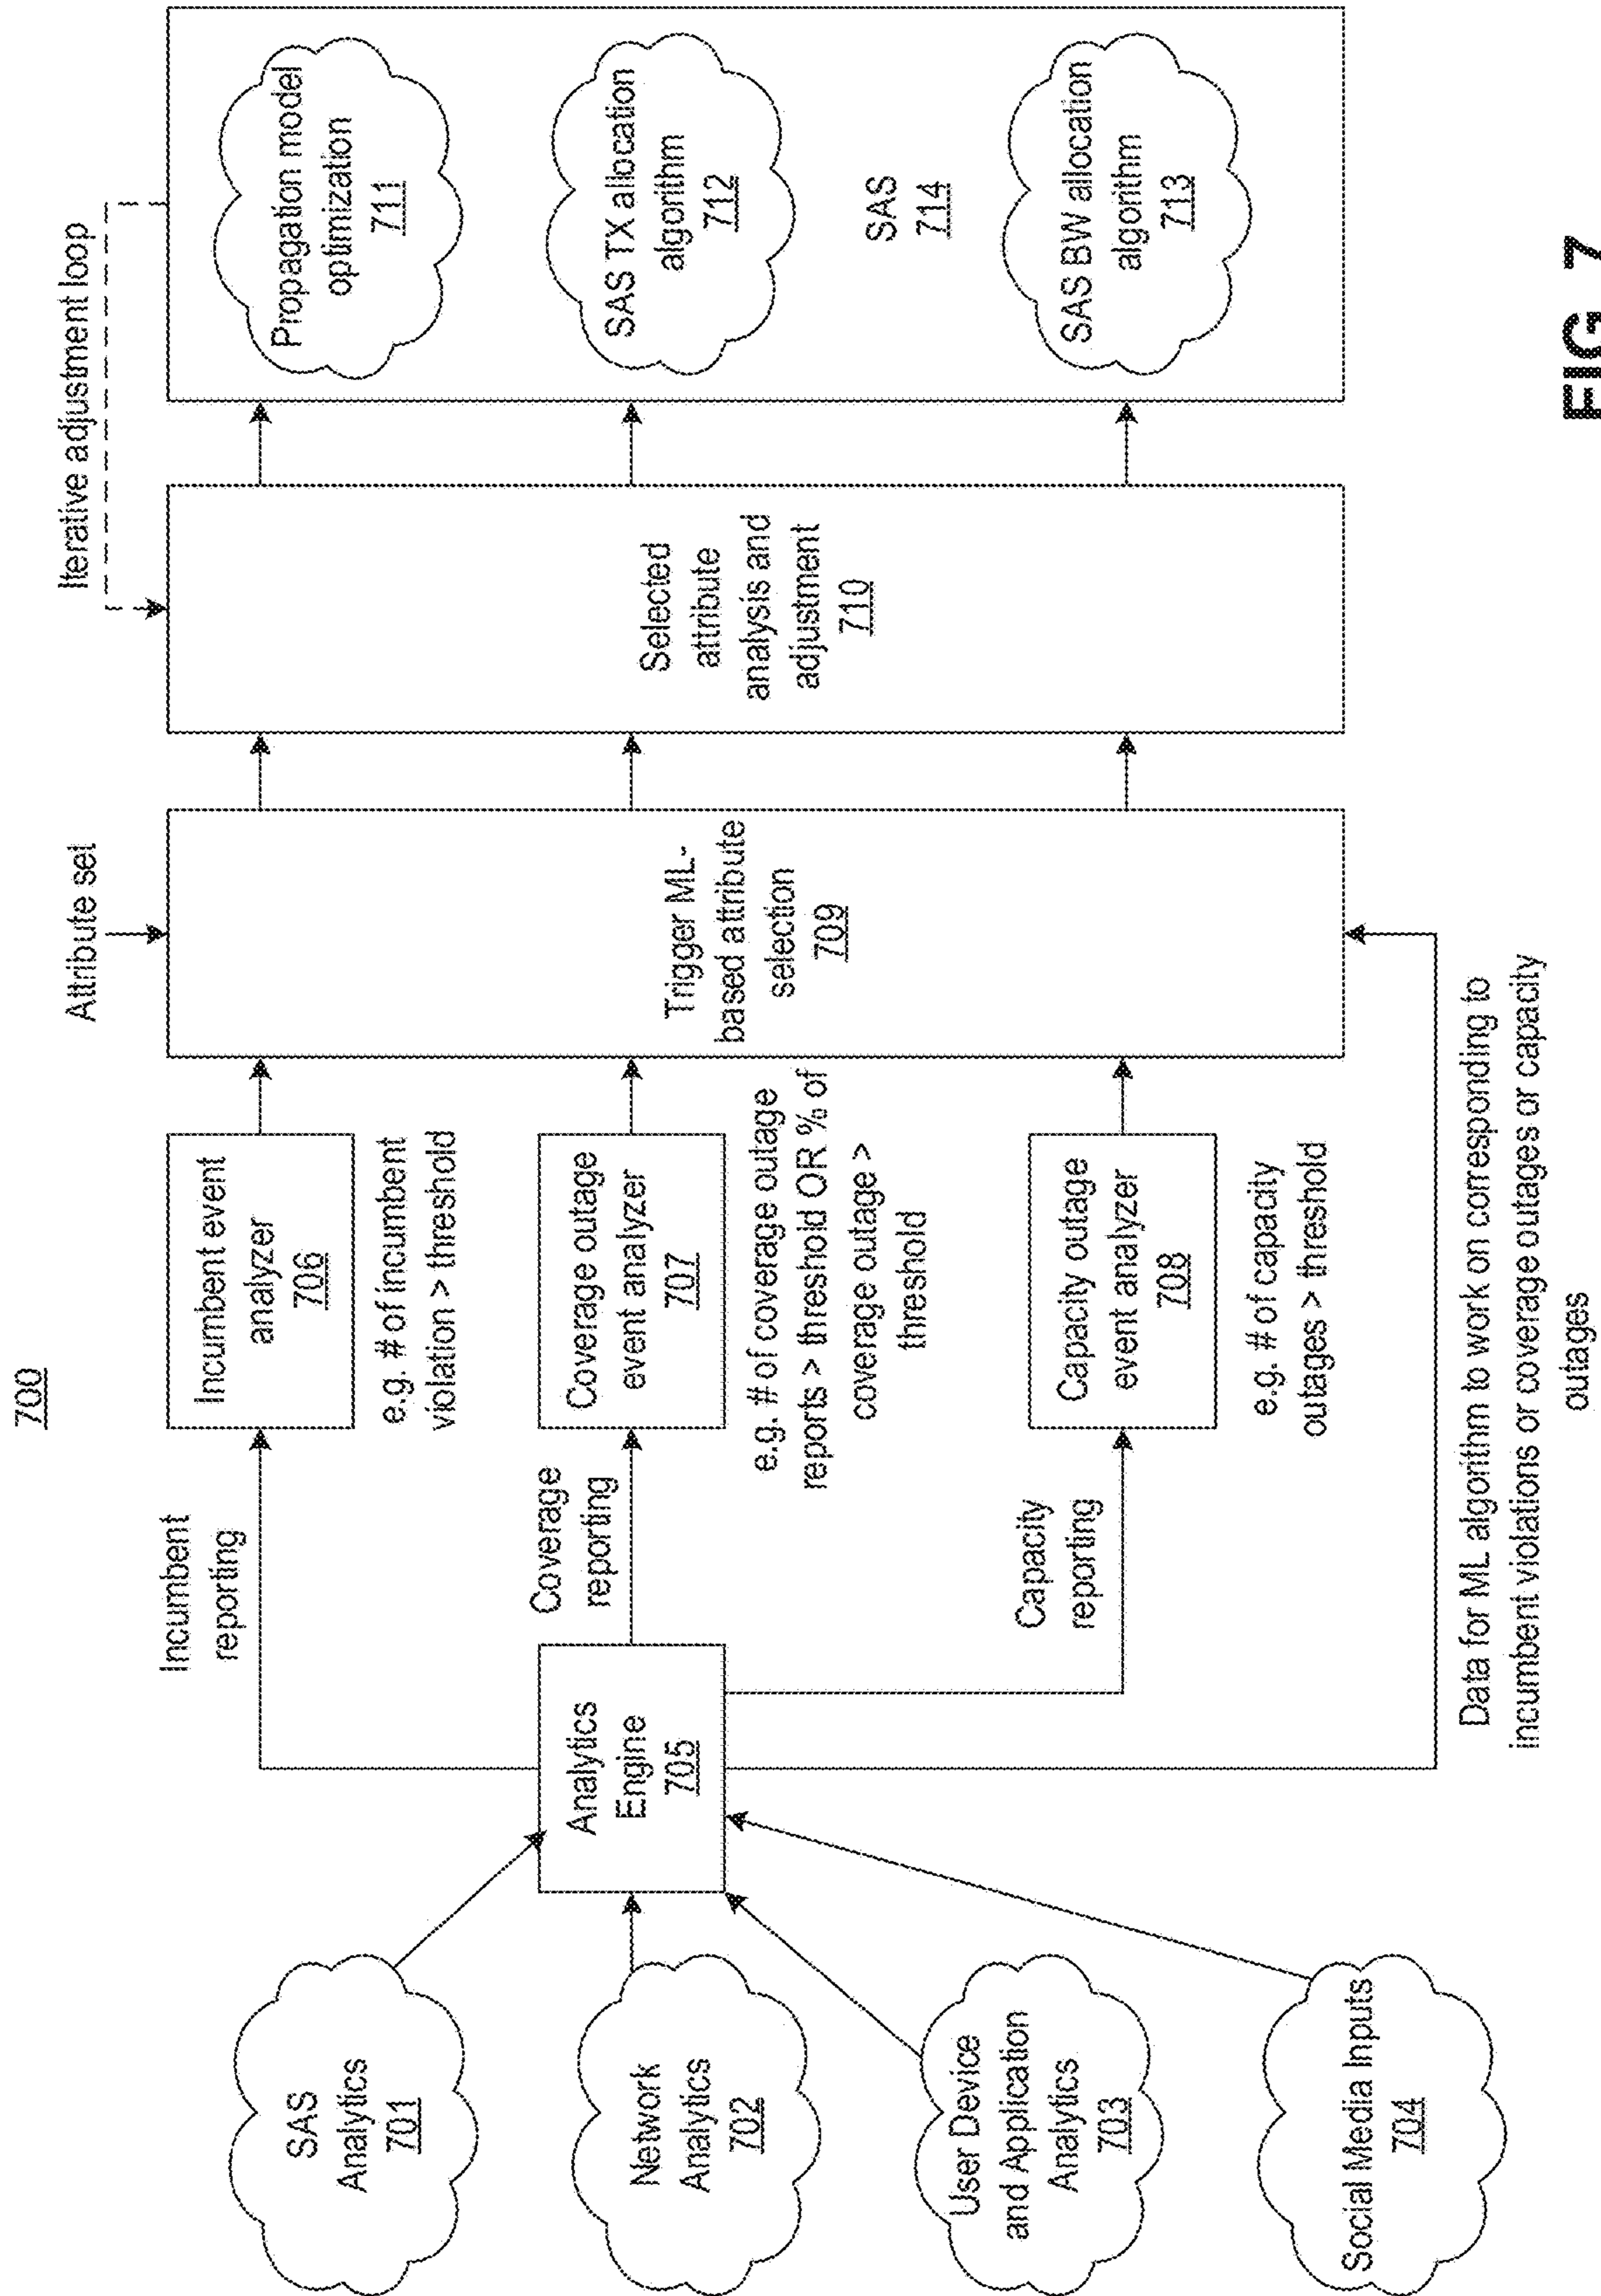 700
SAS
Analytics
701
Network
Analytics
702
User Device
and Application
Analytics
703
Social Media Inputs
704
Analytics
Engine
705
Incumbent
reporting
Coverage
reporting
Capacity
reporting
Incumbent event
analyzer
706
e.g. # of incumbent
violation > threshold
Coverage outage
event analyzer
707
e.g. # of coverage outage
reports > threshold OR % of
coverage outage >
threshold
Capacity outage
event analyzer
708
e.g. # of capacity
outages > threshold
Data for ML algorithm to work on corresponding to
incumbent violations or coverage outages or capacity
outages
Attribute set
Trigger ML-
based attribute
selection
709
Iterative adjustment loop
Selected
attribute
analysis and
adjustment
710
Propagation model
optimization
711
SAS TX allocation
algorithm
712
SAS
714
SAS BW allocation
algorithm
713
FIG. 7